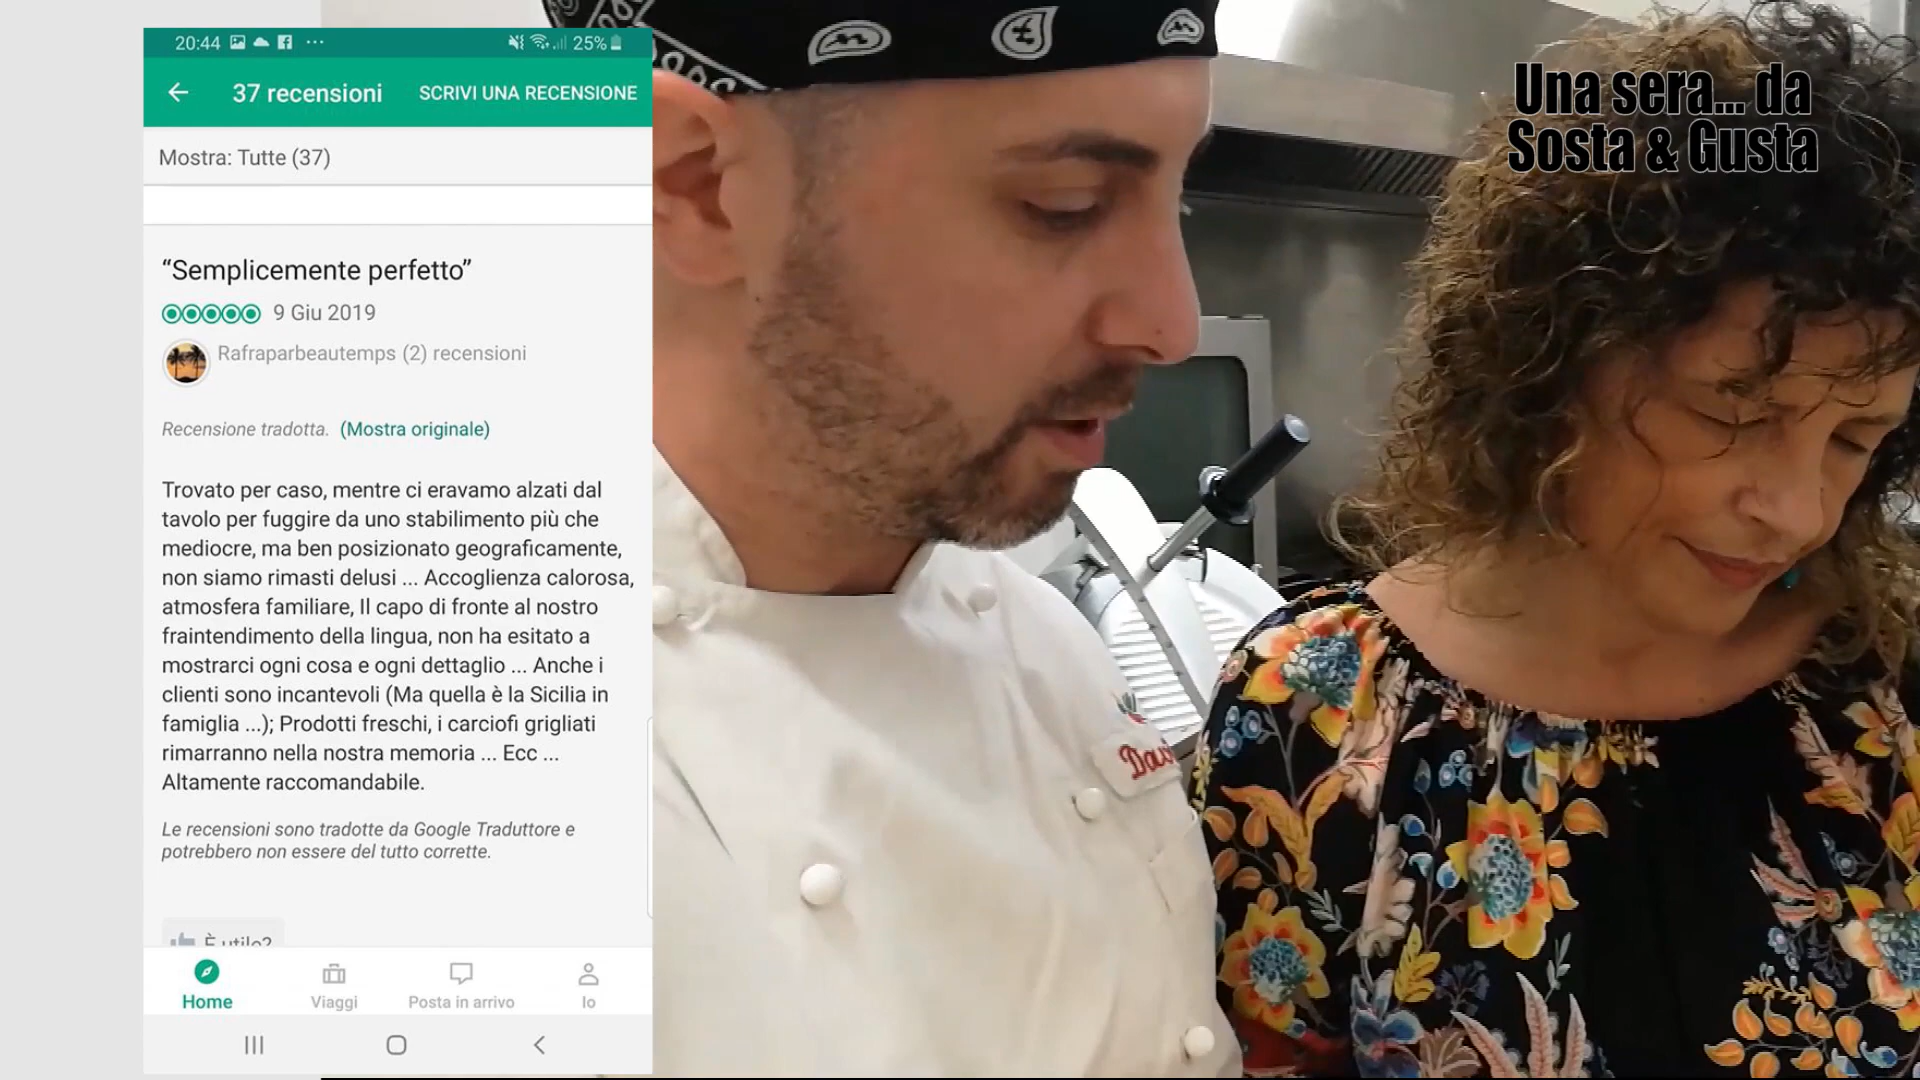 20:44
25%
37 recensioni
SCRIVI UNA RECENSIONE
Mostra: Tutte (37)
“Semplicemente perfetto”
9 Giu 2019
Rafraparbeautemps (2) recensioni
Recensione tradotta. (Mostra originale)
Trovato per caso, mentre ci eravamo alzati dal
tavolo per fuggire da uno stabilimento più che
mediocre, ma ben posizionato geograficamente,
non siamo rimasti delusi ... Accoglienza calorosa,
atmosfera familiare, Il capo di fronte al nostro
fraintendimento della lingua, non ha esitato a
mostrarci ogni cosa e ogni dettaglio ... Anche i
clienti sono incantevoli (Ma quella è la Sicilia in
famiglia ...); Prodotti freschi, i carciofi grigliati
rimarranno nella nostra memoria ... Ecc ...
Altamente raccomandabile.
Le recensioni sono tradotte da Google Traduttore e
potrebbero non essere del tutto corrette.
È utile?
Home
Viaggi
Posta in arrivo
Io
Una sera... da
Sosta & Gusta